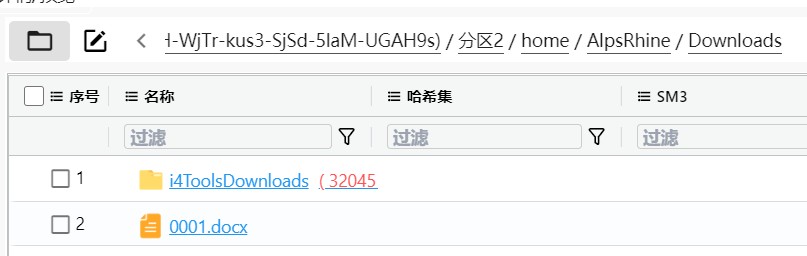 H-WjTr-kus3-SjSd-5laM-UGAH9s) / 分区2 / home / AlpsRhine / Downloads
序号 名称 哈希集 SM3
过滤 过滤 过滤
1 i4ToolsDownloads ( 32045
2 0001.docx